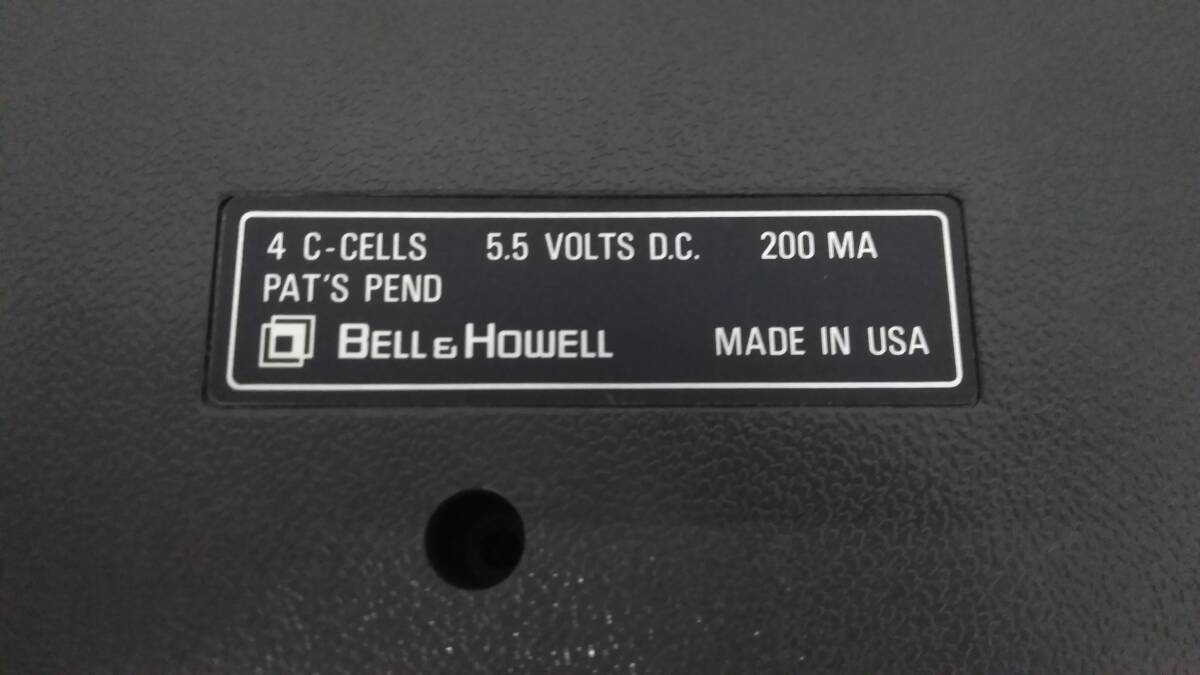 4 C-CELLS 5.5 VOLTS D.C. 200 MA
PAT'S PEND
BELL & HOWELL MADE IN USA